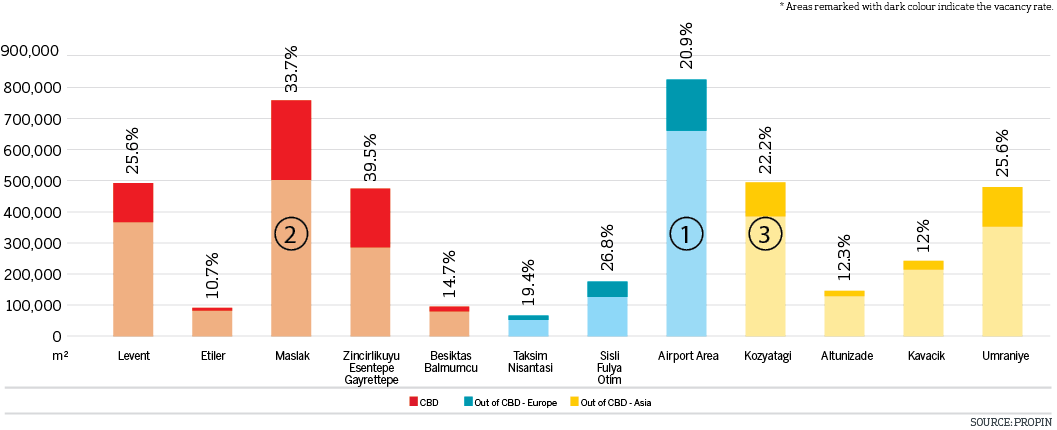 * Areas remarked with dark colour indicate the vacancy rate.
900,000
800,000
700,000
600,000
500,000
400,000
300,000
200,000
100,000
0
m²
25.6%
10.7%
33.7%
39.5%
14.7%
19.4%
26.8%
20.9%
22.2%
12.3%
12%
25.6%
2
1
3
Levent
Etiler
Maslak
Zincirlikuyu
Esentepe
Gayrettepe
Besiktas
Balmumcu
Taksim
Nisantasi
Sisli
Fulya
Otim
Airport Area
Kozyatagi
Altunizade
Kavacik
Umraniye
CBD
Out of CBD - Europe
Out of CBD - Asia
SOURCE: PROPIN